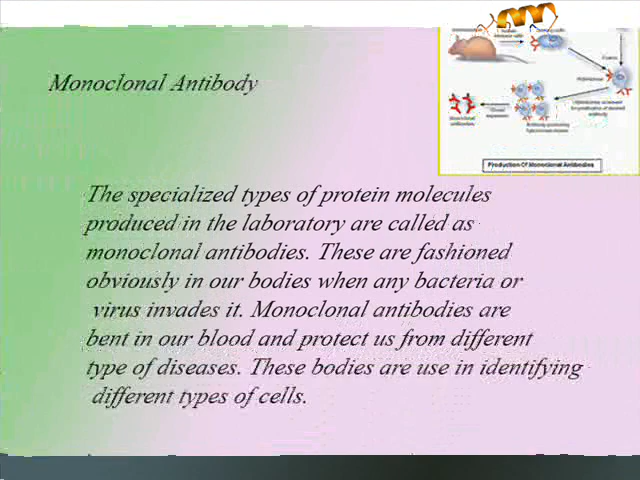 Monoclonal Antibody
The specialized types of protein molecules
produced in the laboratory are called as
monoclonal antibodies. These are fashioned
obviously in our bodies when any bacteria or
virus invades it. Monoclonal antibodies are
bent in our blood and protect us from different
type of diseases. These bodies are use in identifying
different types of cells.
Production Of Monoclonal Antibodies